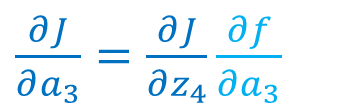 ∂J/∂a₃ = ∂J/∂z₄ ∂f/∂a₃